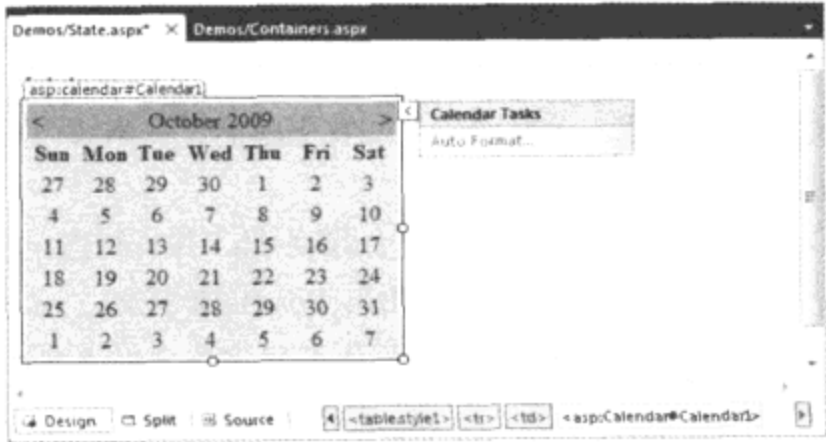 Demos/State.aspx* × Demos/Containers.aspx
asp:calendar#Calendar1
< October 2009 >
Sun Mon Tue Wed Thu Fri Sat
27 28 29 30 1 2 3
4 5 6 7 8 9 10
11 12 13 14 15 16 17
18 19 20 21 22 23 24
25 26 27 28 29 30 31
1 2 3 4 5 6 7
< Calendar Tasks
Auto Format...
Design Split Source <table.style1> <tr> <td> <asp:Calendar#Calendar1>